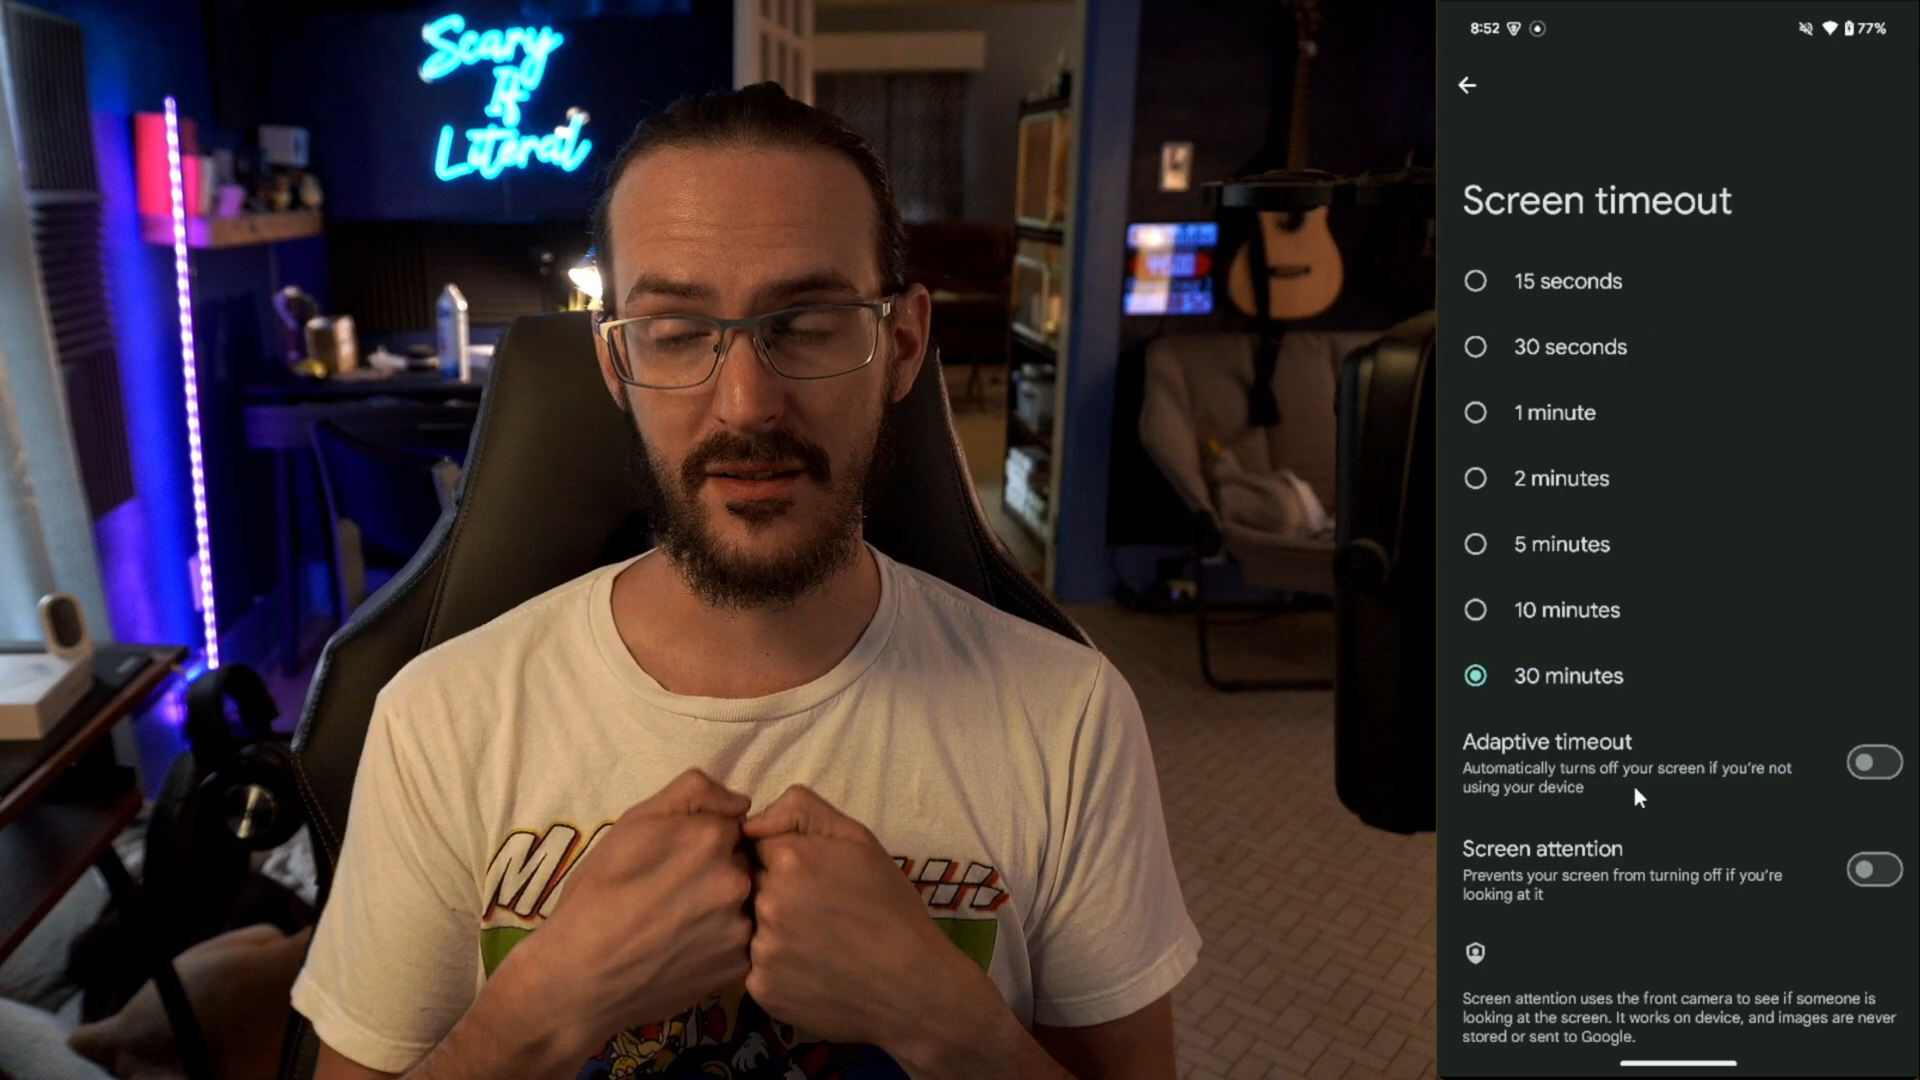 Scary
If
Literal
8:52
77%
Screen timeout
15 seconds
30 seconds
1 minute
2 minutes
5 minutes
10 minutes
30 minutes
Adaptive timeout
Automatically turns off your screen if you're not
using your device
Screen attention
Prevents your screen from turning off if you're
looking at it
Screen attention uses the front camera to see if someone is
looking at the screen. It works on device, and images are never
stored or sent to Google.